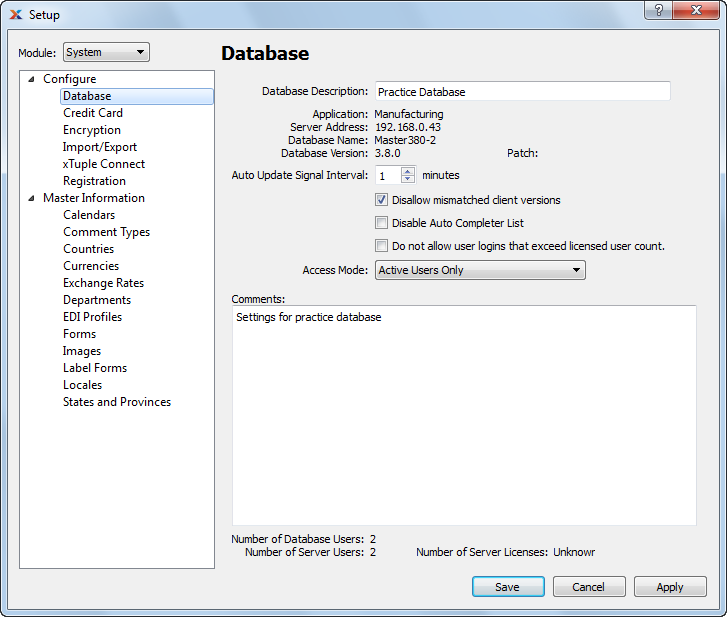 Setup
Module: System
Database
Configure
Database
Credit Card
Encryption
Import/Export
xTuple Connect
Registration
Master Information
Calendars
Comment Types
Countries
Currencies
Exchange Rates
Departments
EDI Profiles
Forms
Images
Label Forms
Locales
States and Provinces
Database Description: Practice Database
Application: Manufacturing
Server Address: 192.168.0.43
Database Name: Master380-2
Database Version: 3.8.0 Patch:
Auto Update Signal Interval: 1 minutes
Disallow mismatched client versions
Disable Auto Completer List
Do not allow user logins that exceed licensed user count.
Access Mode: Active Users Only
Comments:
Settings for practice database
Number of Database Users: 2
Number of Server Users: 2 Number of Server Licenses: Unknowr
Save Cancel Apply